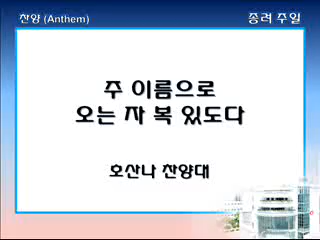 찬양 (Anthem)
종려 주일
주 이름으로
오는 자 복 있도다
호산나 찬양대